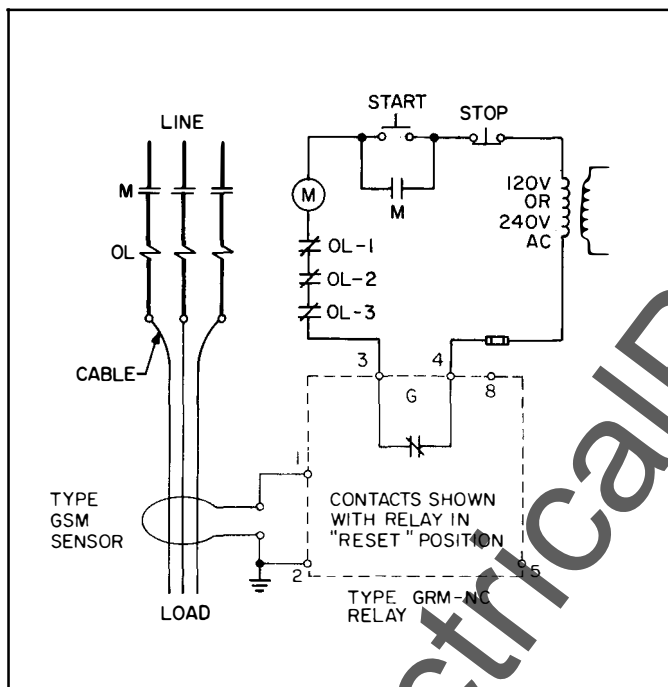 START
STOP
LINE
M
M
M
120V
OR
240V
AC
OL
OL-1
OL-2
OL-3
CABLE
3
4
G
8
1
TYPE
GSM
SENSOR
CONTACTS SHOWN
WITH RELAY IN
"RESET" POSITION
2
5
TYPE GRM-NC
RELAY
LOAD